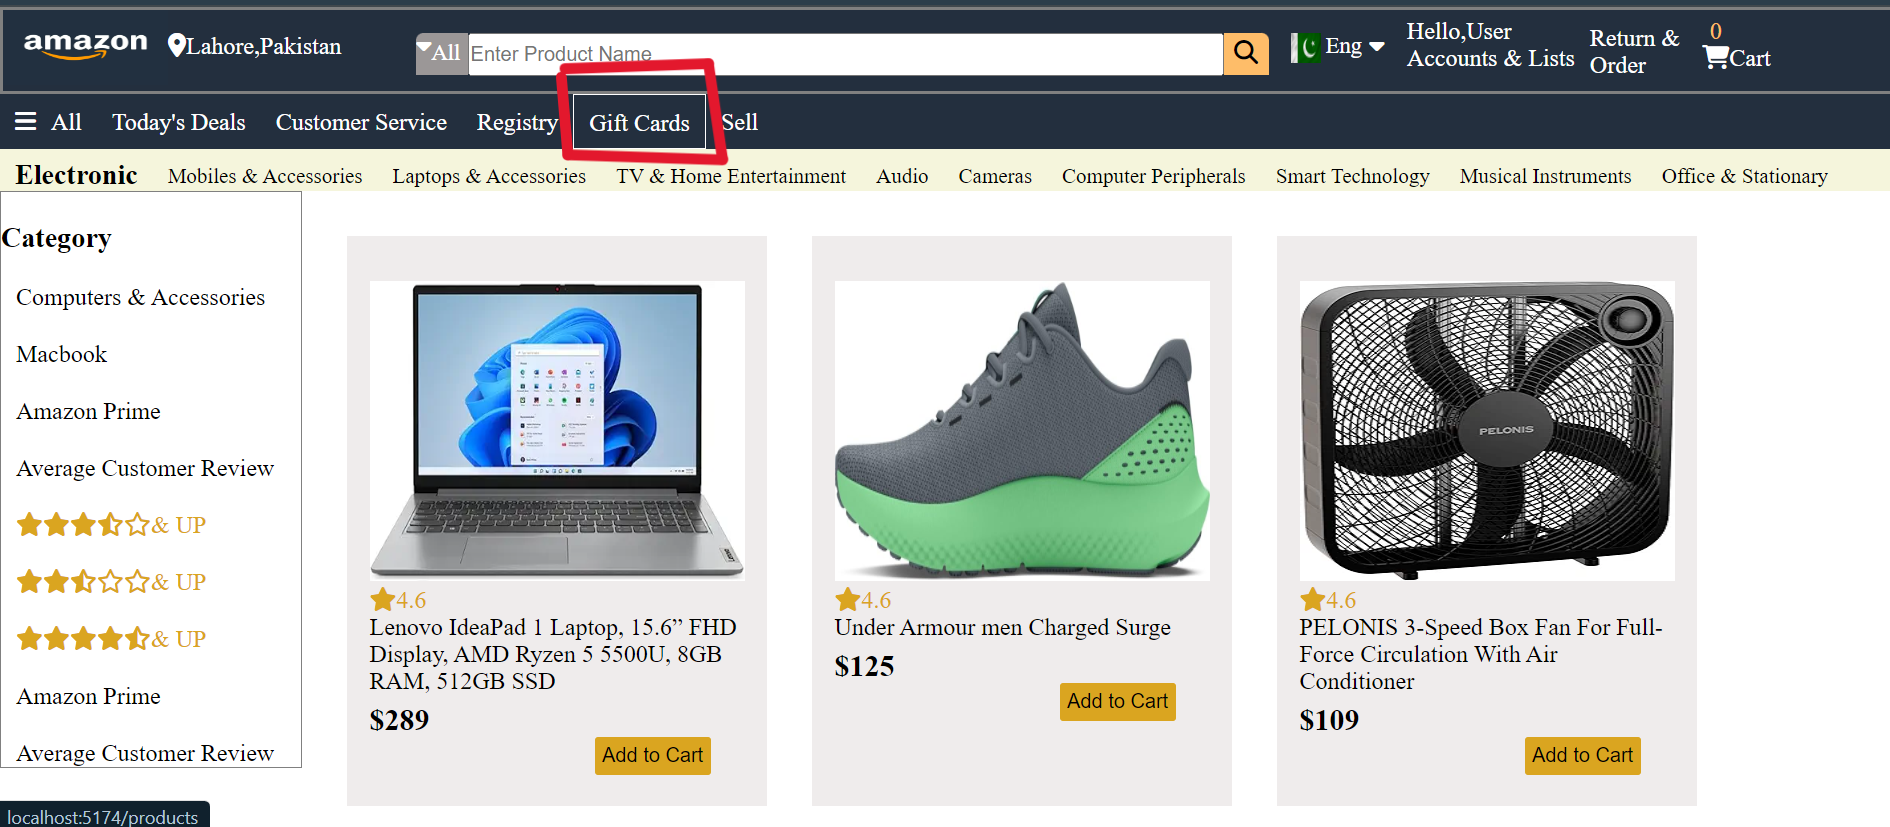 amazon
Lahore,Pakistan
All
Enter Product Name
Eng
Hello,User
Accounts & Lists
Return &
Order
0
Cart
All
Today's Deals
Customer Service
Registry
Gift Cards
Sell
Electronic
Mobiles & Accessories
Laptops & Accessories
TV & Home Entertainment
Audio
Cameras
Computer Peripherals
Smart Technology
Musical Instruments
Office & Stationary
Category
Computers & Accessories
Macbook
Amazon Prime
Average Customer Review
& UP
& UP
& UP
Amazon Prime
Average Customer Review
4.6
Lenovo IdeaPad 1 Laptop, 15.6” FHD
Display, AMD Ryzen 5 5500U, 8GB
RAM, 512GB SSD
$289
Add to Cart
4.6
Under Armour men Charged Surge
$125
Add to Cart
PELONIS
4.6
PELONIS 3-Speed Box Fan For Full-
Force Circulation With Air
Conditioner
$109
Add to Cart
localhost:5174/products